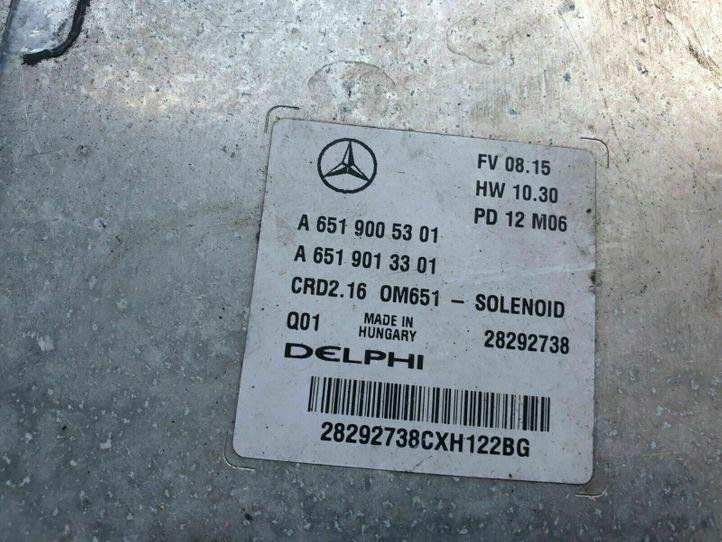 FV 08.15
HW 10.30
PD 12 M06
A 651 900 53 01
A 651 901 33 01
CRD2.16 OM651 - SOLENOID
Q01 MADE IN HUNGARY 28292738
DELPHI
28292738CXH122BG